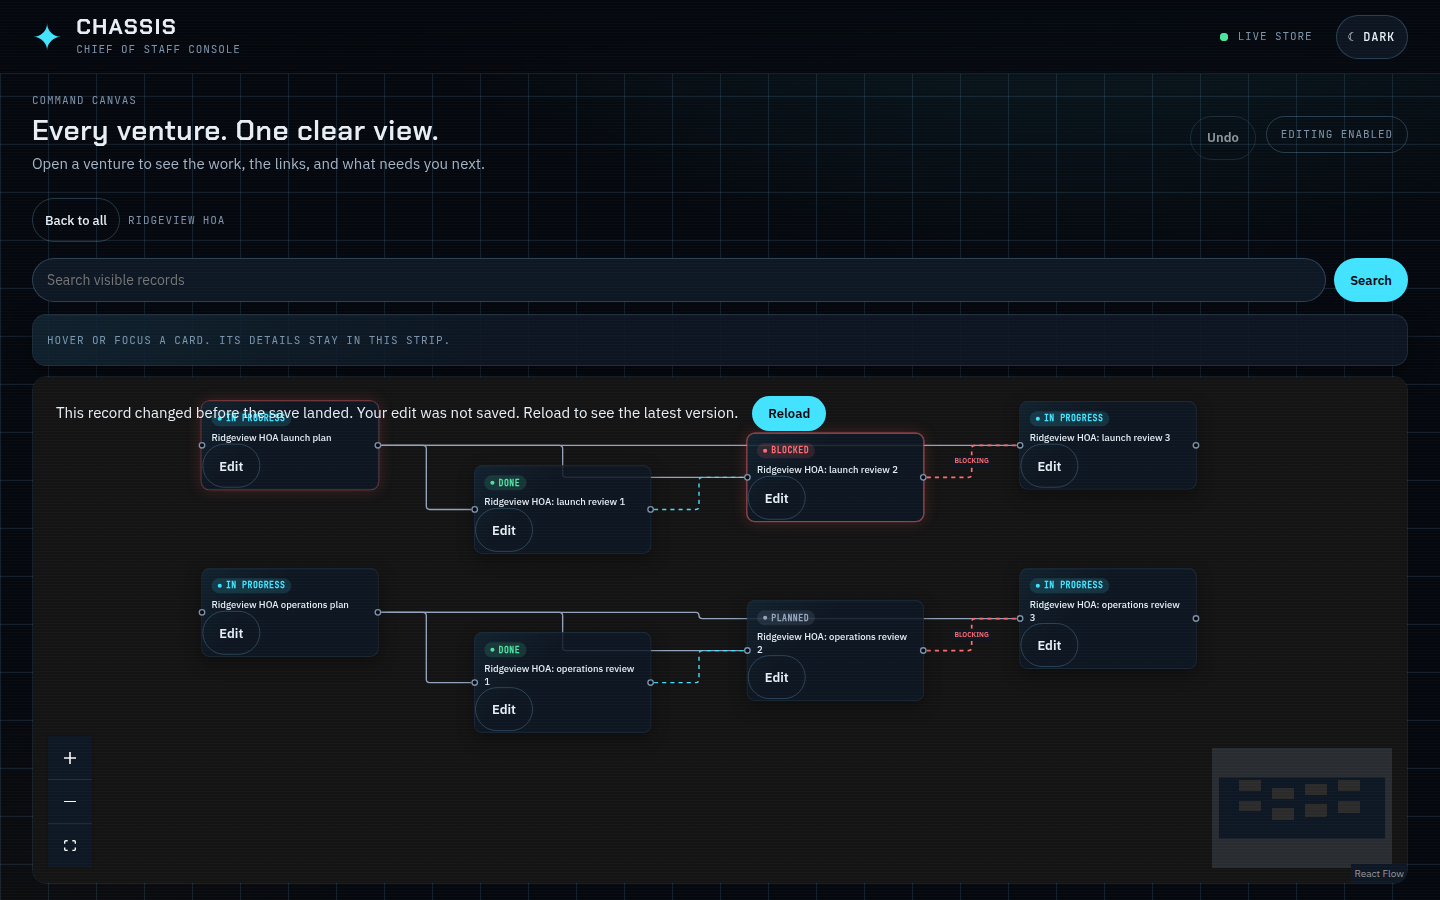 CHASSIS
CHIEF OF STAFF CONSOLE
LIVE STORE
DARK
COMMAND CANVAS
Every venture. One clear view.
Open a venture to see the work, the links, and what needs you next.
Undo
EDITING ENABLED
Back to all
RIDGEVIEW HOA
Search visible records
Search
HOVER OR FOCUS A CARD. ITS DETAILS STAY IN THIS STRIP.
This record changed before the save landed. Your edit was not saved. Reload to see the latest version.
Reload
IN PROGRESS
Ridgeview HOA launch plan
Edit
DONE
Ridgeview HOA: launch review 1
Edit
BLOCKED
Ridgeview HOA: launch review 2
Edit
BLOCKING
IN PROGRESS
Ridgeview HOA: launch review 3
Edit
IN PROGRESS
Ridgeview HOA operations plan
Edit
DONE
Ridgeview HOA: operations review
1
Edit
PLANNED
Ridgeview HOA: operations review
2
Edit
BLOCKING
IN PROGRESS
Ridgeview HOA: operations review
3
Edit
React Flow